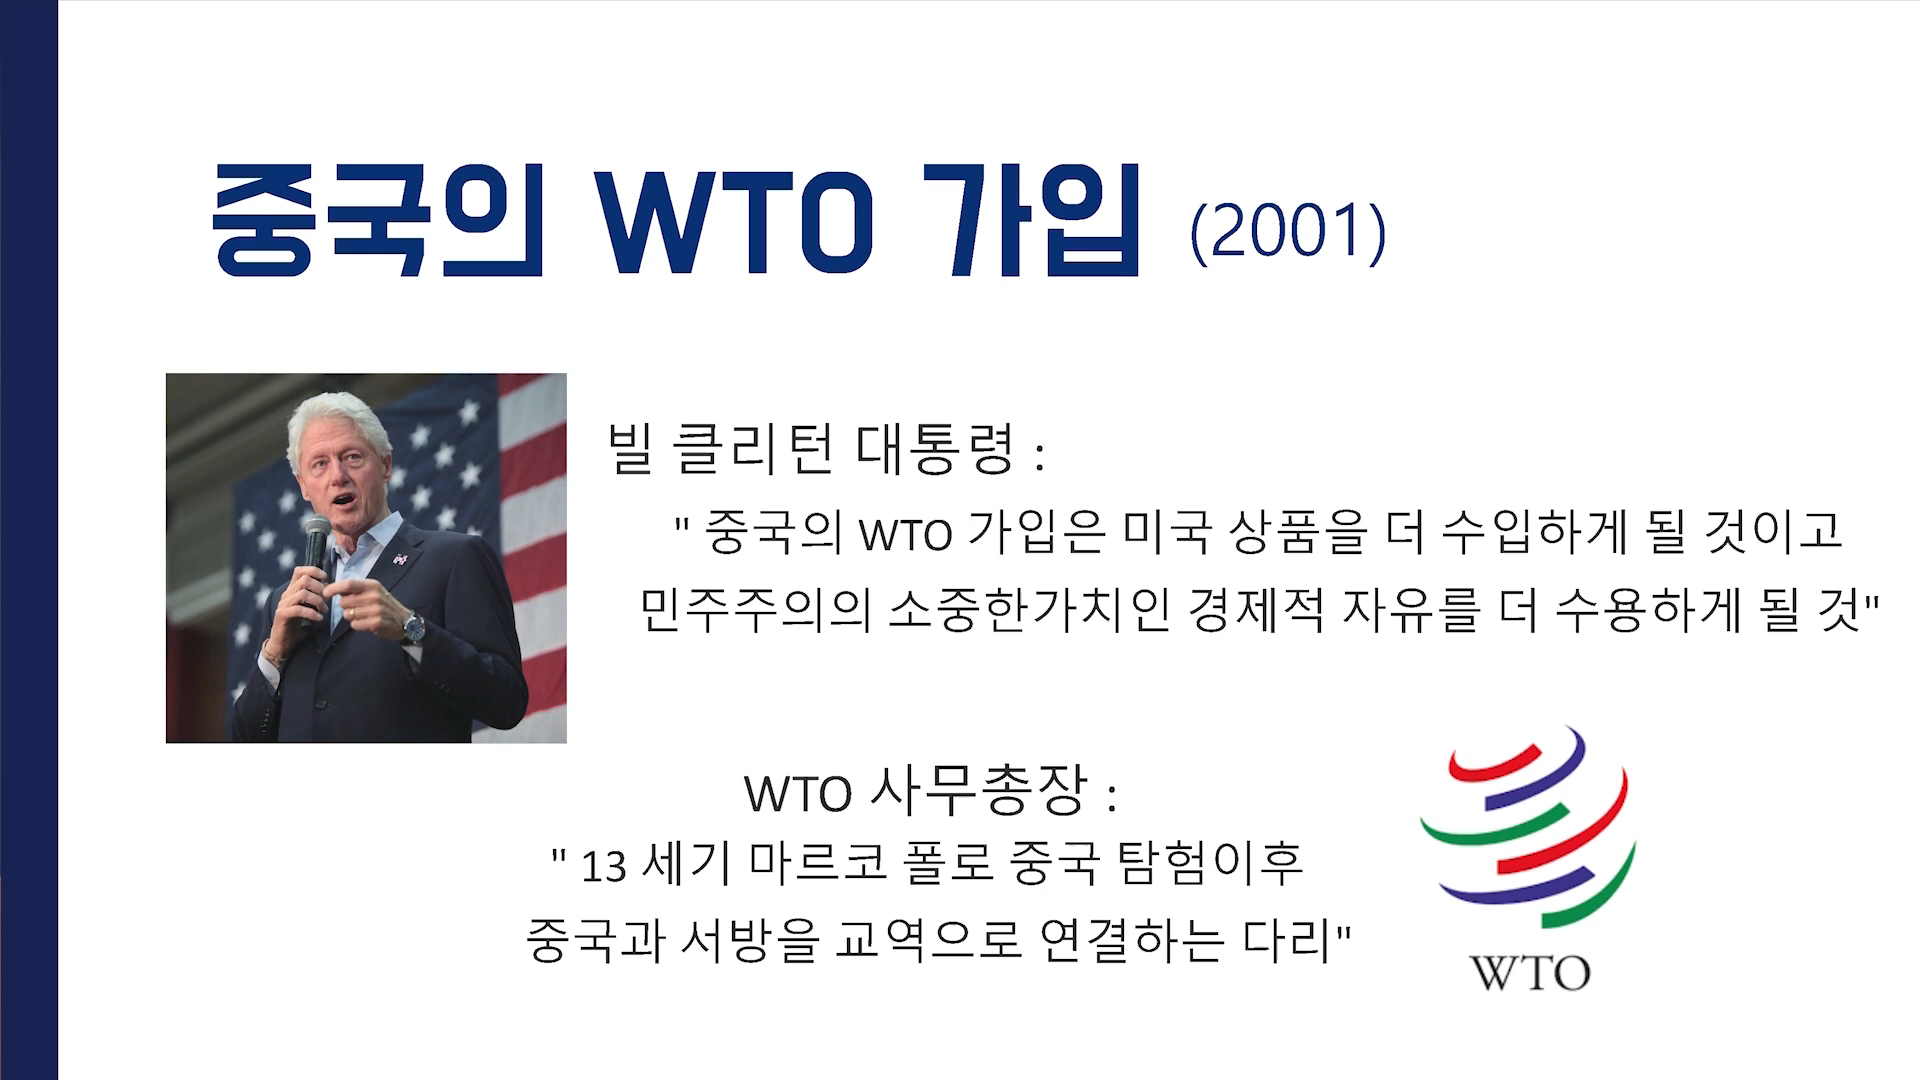 중국의 WTO 가입 (2001)
빌 클리턴 대통령 :
" 중국의 WTO 가입은 미국 상품을 더 수입하게 될 것이고
민주주의의 소중한가치인 경제적 자유를 더 수용하게 될 것"
WTO 사무총장 :
" 13 세기 마르코 폴로 중국 탐험이후
중국과 서방을 교역으로 연결하는 다리"
WTO